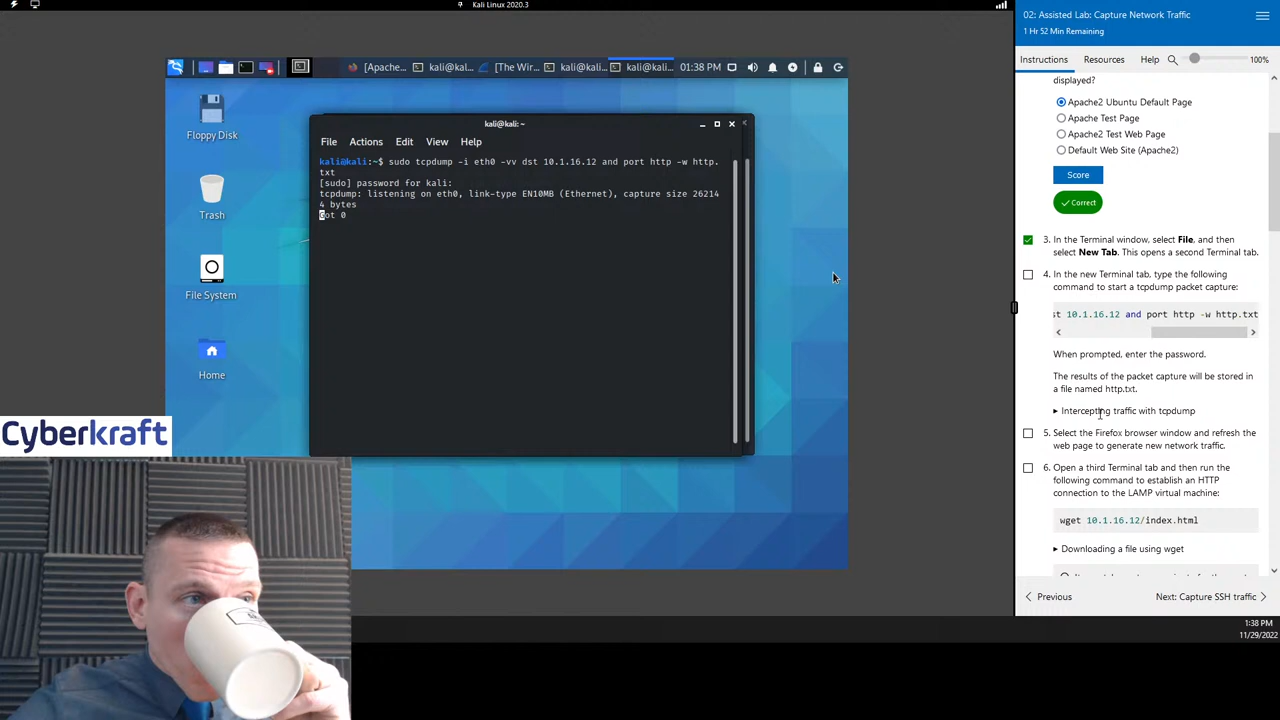 Kali Linux 2020.3
[Apache...
kali@kal...
[The Wir...
kali@kali...
kali@kali...
01:38 PM
Floppy Disk
Trash
File System
Home
kali@kali: ~
File Actions Edit View Help
kali@kali:~$ sudo tcpdump -i eth0 -vv dst 10.1.16.12 and port http -w http.
txt
[sudo] password for kali:
tcpdump: listening on eth0, link-type EN10MB (Ethernet), capture size 26214
4 bytes
Got 0
Cyberkraft
02: Assisted Lab: Capture Network Traffic
1 Hr 52 Min Remaining
Instructions Resources Help 100%
displayed?
Apache2 Ubuntu Default Page
Apache Test Page
Apache2 Test Web Page
Default Web Site (Apache2)
Score
Correct
3. In the Terminal window, select File, and then
select New Tab. This opens a second Terminal tab.
4. In the new Terminal tab, type the following
command to start a tcpdump packet capture:
st 10.1.16.12 and port http -w http.txt
When prompted, enter the password.
The results of the packet capture will be stored in
a file named http.txt.
Intercepting traffic with tcpdump
5. Select the Firefox browser window and refresh the
web page to generate new network traffic.
6. Open a third Terminal tab and then run the
following command to establish an HTTP
connection to the LAMP virtual machine:
wget 10.1.16.12/index.html
Downloading a file using wget
Previous
Next: Capture SSH traffic
1:38 PM
11/29/2022